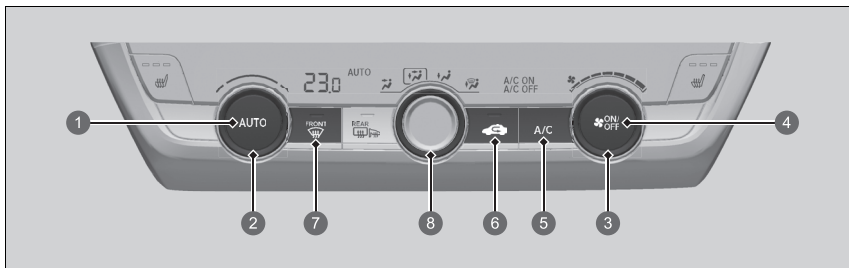 23.0 AUTO
A/C ON
A/C OFF
1 AUTO FRONT REAR A/C ON/OFF 4
2 7 8 6 5 3